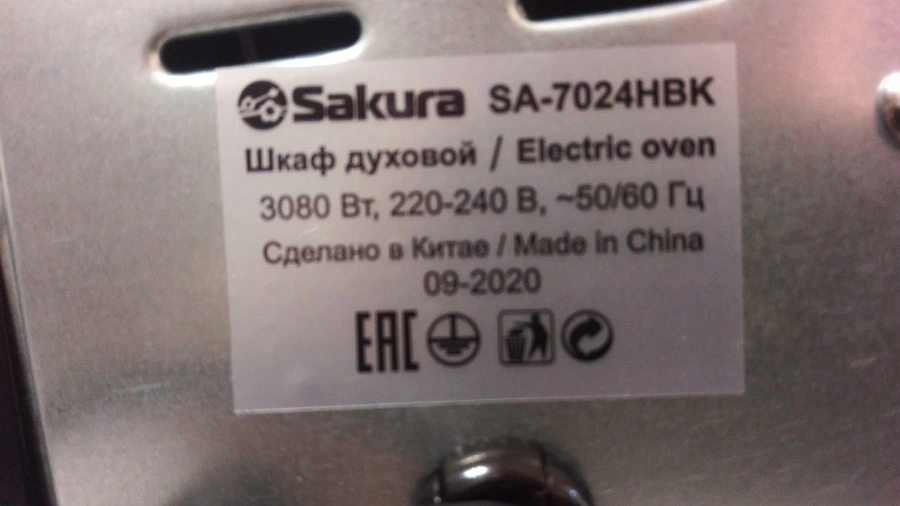 Sakura SA-7024HBK
Шкаф духовой / Electric oven
3080 Вт, 220-240 В, ~50/60 Гц
Сделано в Китае / Made in China
09-2020
EAC